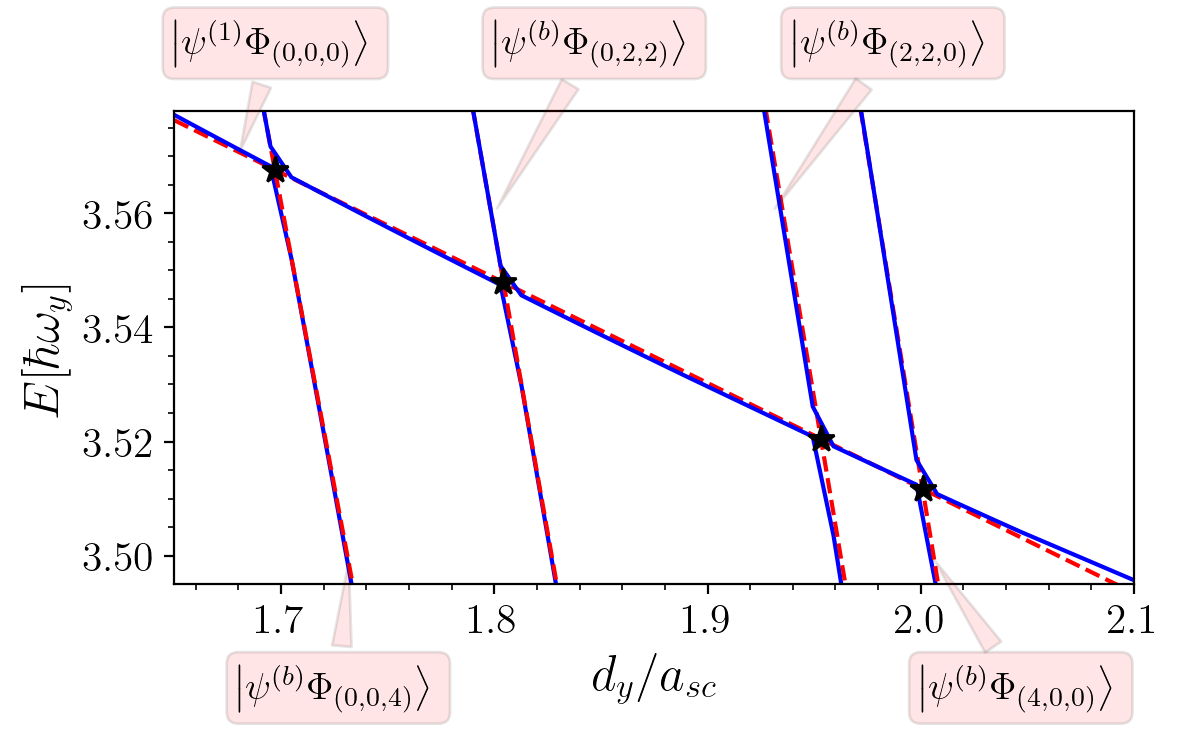 |ψ^(1)Φ_(0,0,0)⟩
|ψ^(b)Φ_(0,2,2)⟩
|ψ^(b)Φ_(2,2,0)⟩
3.56
3.54
3.52
3.50
E[ħω_y]
1.7
1.8
1.9
2.0
2.1
d_y/a_sc
|ψ^(b)Φ_(0,0,4)⟩
|ψ^(b)Φ_(4,0,0)⟩